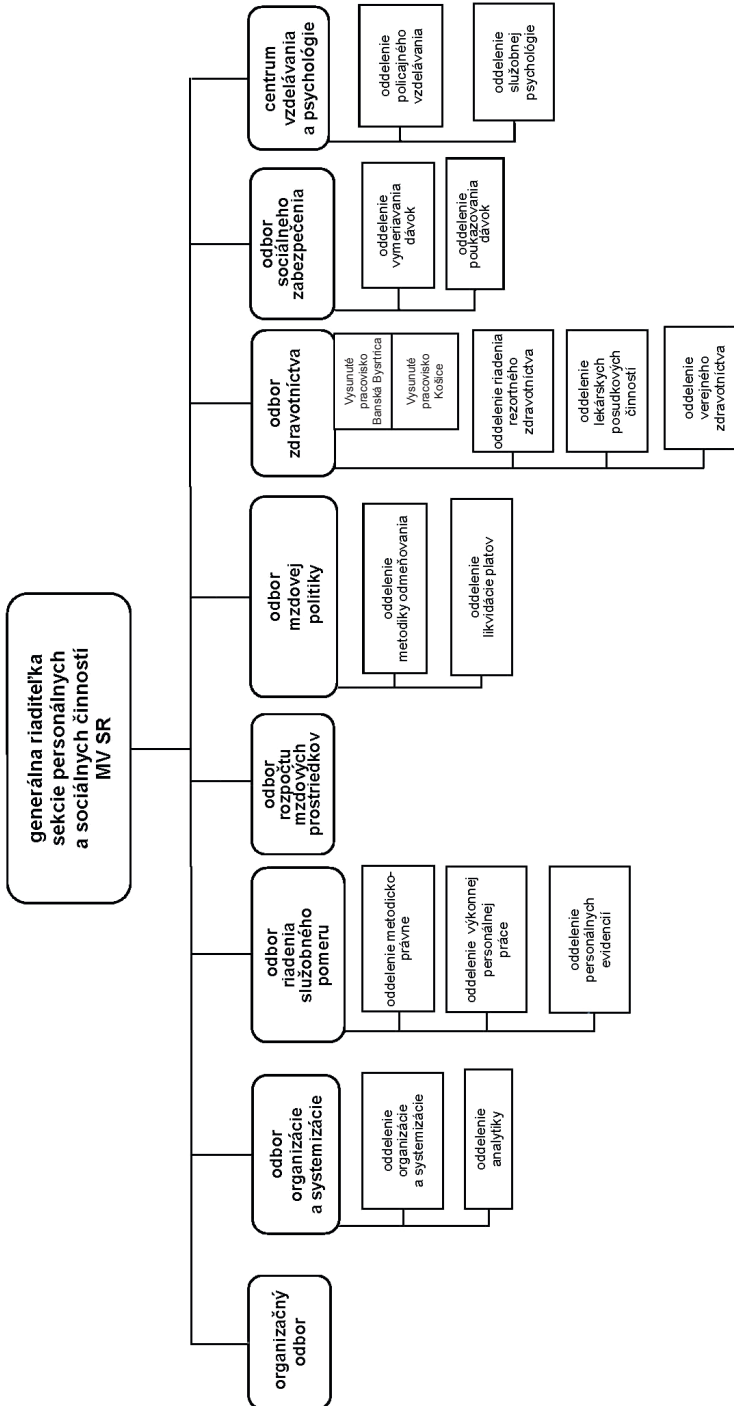 generálna riaditeľka
sekcie personálnych
a sociálnych činností
MV SR
organizačný
odbor
odbor
organizácie
a systemizácie
oddelenie
organizácie
a systemizácie
oddelenie
analytiky
odbor
riadenia
služobného
pomeru
oddelenie metodicko-
právne
oddelenie výkonnej
personálnej
práce
oddelenie
personálnych
evidencií
odbor
rozpočtu
mzdových
prostriedkov
odbor
mzdovej
politiky
oddelenie
metodiky odmeňovania
oddelenie
likvidácie platov
odbor
zdravotníctva
Vysunuté
pracovisko
Banská Bysrtrica
Vysunuté
pracovisko
Košice
oddelenie riadenia
rezortného
zdravotníctva
oddelenie
lekárskych
posudkových
činností
oddelenie
verejného
zdravotníctva
odbor
sociálneho
zabezpečenia
oddelenie
vymeriavania
dávok
oddelenie
poukazovania
dávok
centrum
vzdelávania
a psychológie
oddelenie
policajného
vzdelávania
oddelenie
služobnej
psychológie